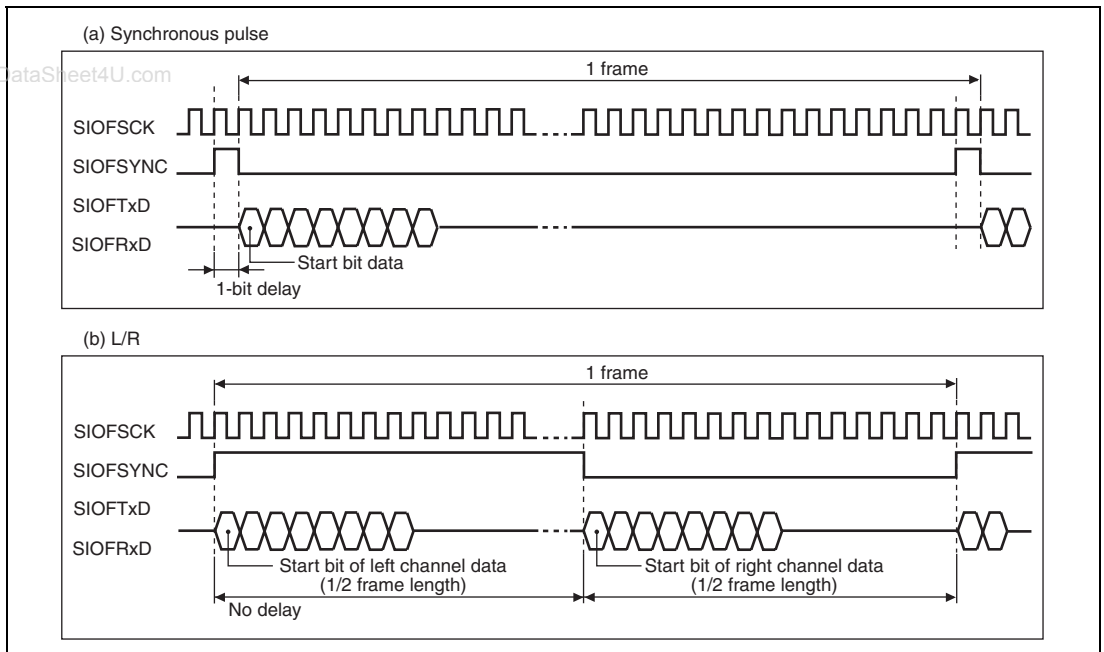 (a) Synchronous pulse
DataSheet4U.com
1 frame
SIOFSCK
SIOFSYNC
SIOFTxD
SIOFRxD
Start bit data
1-bit delay
(b) L/R
1 frame
SIOFSCK
SIOFSYNC
SIOFTxD
SIOFRxD
Start bit of left channel data
(1/2 frame length)
Start bit of right channel data
(1/2 frame length)
No delay